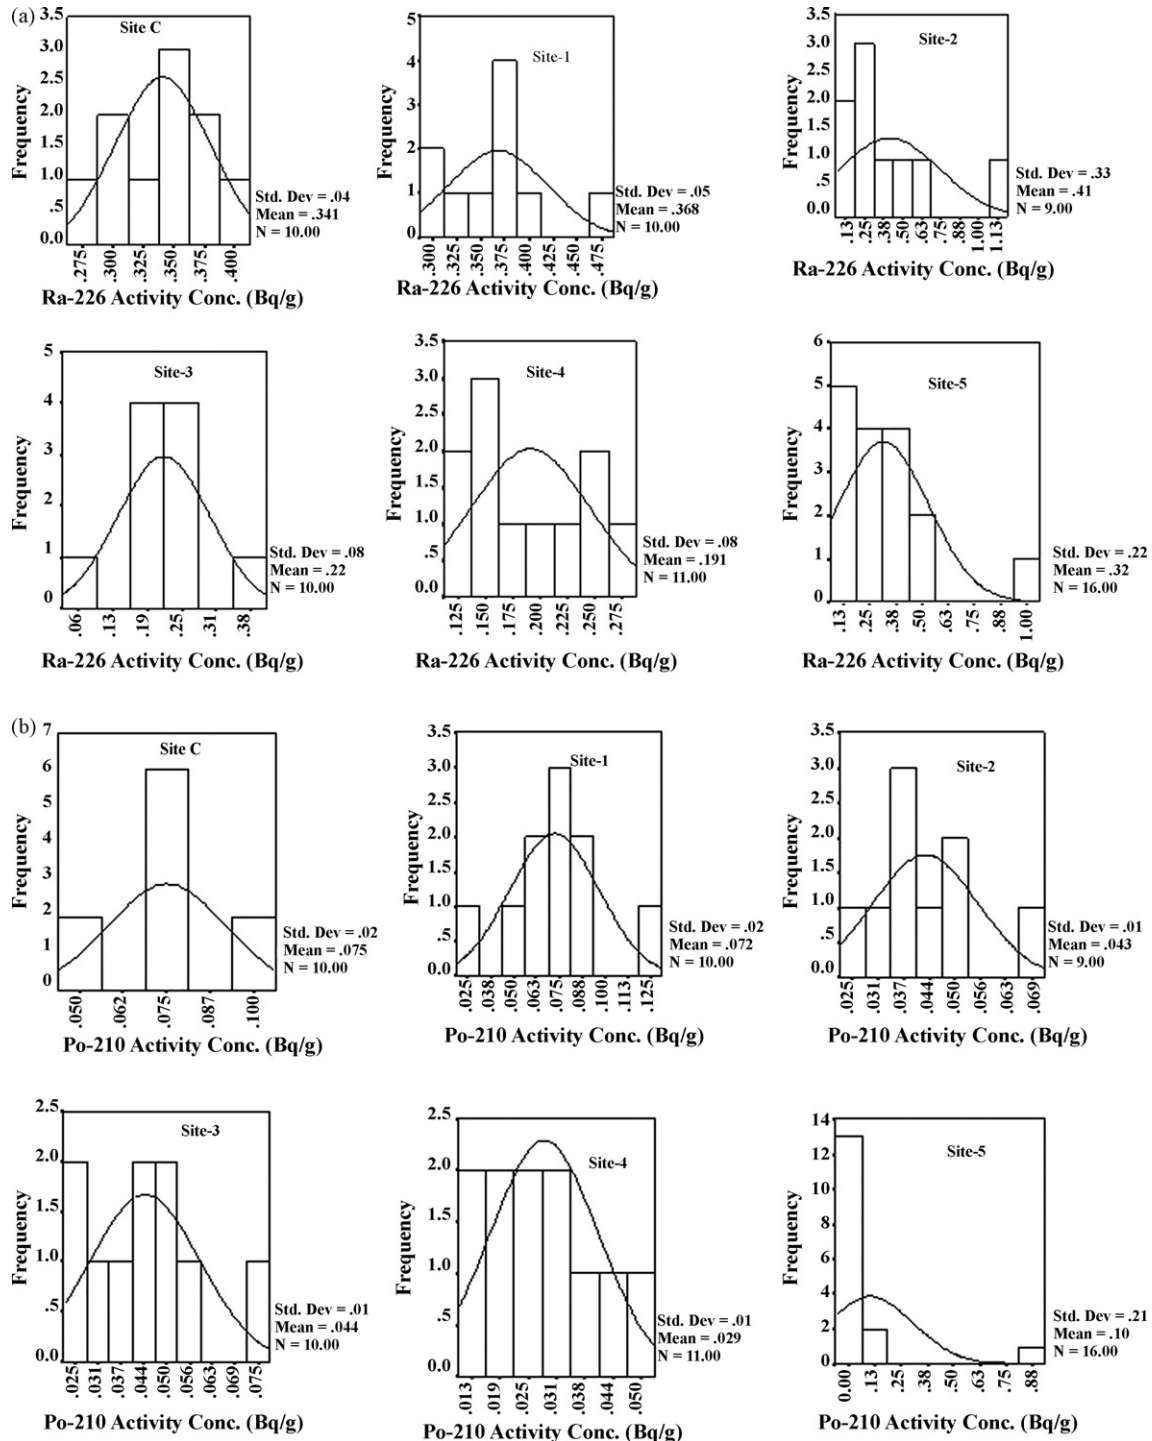 (a)
Site C
Frequency
3.5
3.0
2.5
2.0
1.5
1.0
.5
0.0
.275 .300 .325 .350 .375 .400
Std. Dev = .04
Mean = .341
N = 10.00
Ra-226 Activity Conc. (Bq/g)
Site-1
Frequency
5
4
3
2
1
0
.300 .325 .350 .375 .400 .425 .450 .475
Std. Dev = .05
Mean = .368
N = 10.00
Ra-226 Activity Conc. (Bq/g)
Site-2
Frequency
3.5
3.0
2.5
2.0
1.5
1.0
.5
0.0
.13 .25 .38 .50 .63 .75 .88 1.00 1.13
Std. Dev = .33
Mean = .41
N = 9.00
Ra-226 Activity Conc. (Bq/g)
Site-3
Frequency
5
4
3
2
1
0
.06 .13 .19 .25 .31 .38
Std. Dev = .08
Mean = .22
N = 10.00
Ra-226 Activity Conc. (Bq/g)
Site-4
Frequency
3.5
3.0
2.5
2.0
1.5
1.0
.5
0.0
.125 .150 .175 .200 .225 .250 .275
Std. Dev = .08
Mean = .191
N = 11.00
Ra-226 Activity Conc. (Bq/g)
Site-5
Frequency
6
5
4
3
2
1
0
.13 .25 .38 .50 .63 .75 .88 1.00
Std. Dev = .22
Mean = .32
N = 16.00
Ra-226 Activity Conc. (Bq/g)
(b)
Site C
Frequency
7
6
5
4
3
2
1
0
.050 .062 .075 .087 .100
Std. Dev = .02
Mean = .075
N = 10.00
Po-210 Activity Conc. (Bq/g)
Site-1
Frequency
3.5
3.0
2.5
2.0
1.5
1.0
.5
0.0
.025 .038 .050 .063 .075 .088 .100 .113 .125
Std. Dev = .02
Mean = .072
N = 10.00
Po-210 Activity Conc. (Bq/g)
Site-2
Frequency
3.5
3.0
2.5
2.0
1.5
1.0
.5
0.0
.025 .031 .037 .044 .050 .056 .063 .069
Std. Dev = .01
Mean = .043
N = 9.00
Po-210 Activity Conc. (Bq/g)
Site-3
Frequency
2.5
2.0
1.5
1.0
.5
0.0
.025 .031 .037 .044 .050 .056 .063 .069 .075
Std. Dev = .01
Mean = .044
N = 10.00
Po-210 Activity Conc. (Bq/g)
Site-4
Frequency
2.5
2.0
1.5
1.0
.5
0.0
.013 .019 .025 .031 .038 .044 .050
Std. Dev = .01
Mean = .029
N = 11.00
Po-210 Activity Conc. (Bq/g)
Site-5
Frequency
14
12
10
8
6
4
2
0
0.00 .13 .25 .38 .50 .63 .75 .88
Std. Dev = .21
Mean = .10
N = 16.00
Po-210 Activity Conc. (Bq/g)